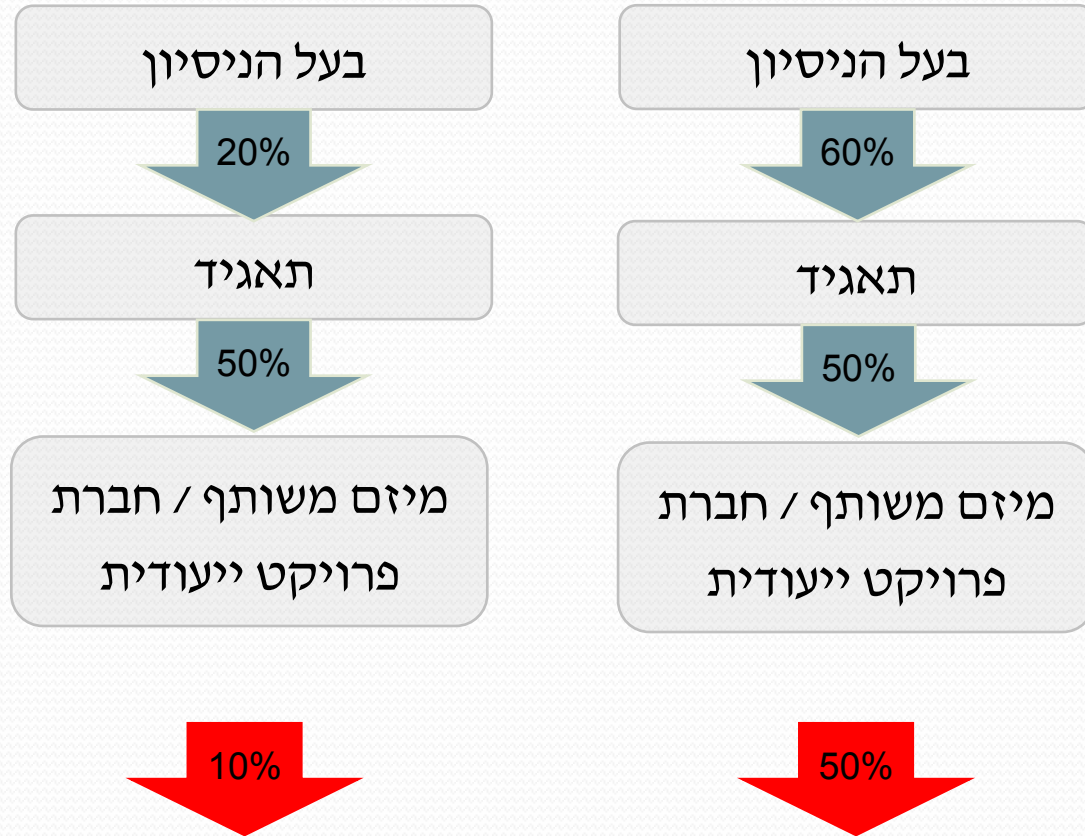 בעל הניסיון
60%
תאגיד
50%
מיזם משותף / חברת
פרויקט ייעודית
50%
בעל הניסיון
20%
תאגיד
50%
מיזם משותף / חברת
פרויקט ייעודית
10%